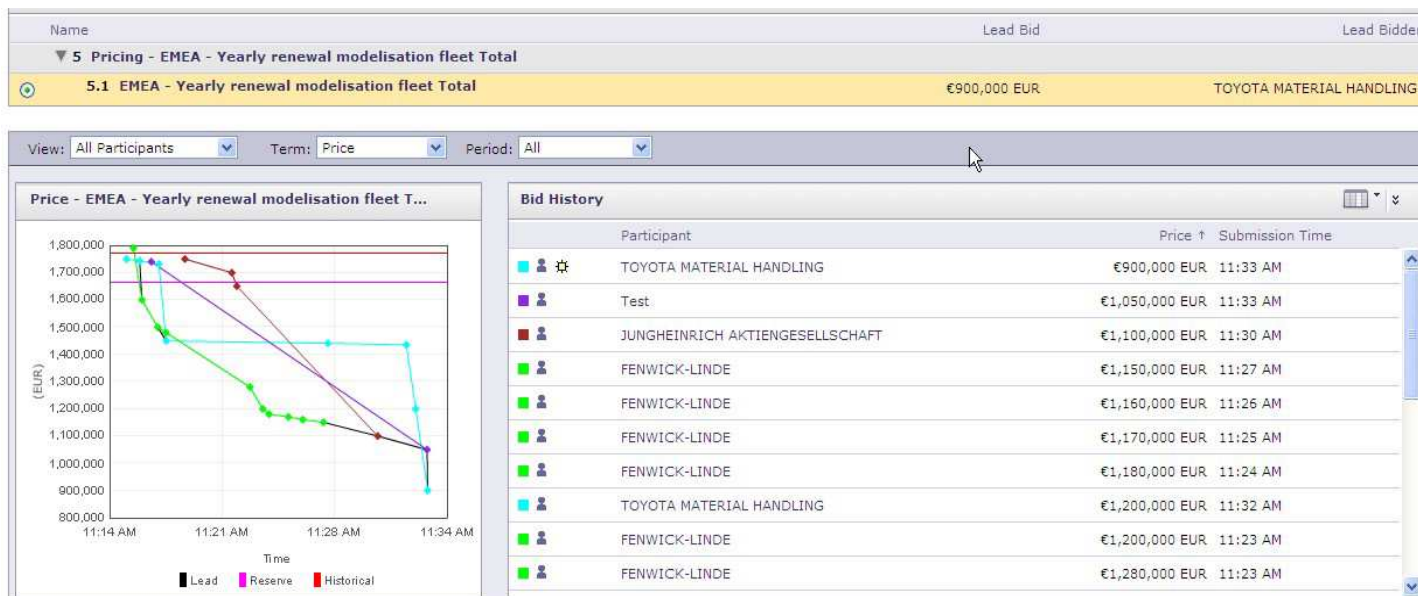 Name Lead Bid Lead Bidder
5 Pricing - EMEA - Yearly renewal modelisation fleet Total
5.1 EMEA - Yearly renewal modelisation fleet Total €900,000 EUR TOYOTA MATERIAL HANDLING
View: All Participants Term: Price Period: All
Price - EMEA - Yearly renewal modelisation fleet T...
1,800,000
1,700,000
1,600,000
1,500,000
1,400,000
1,300,000
1,200,000
1,100,000
1,000,000
900,000
800,000
(EUR)
11:14 AM 11:21 AM 11:28 AM 11:34 AM
Time
Lead Reserve Historical
Bid History
Participant Price ↑ Submission Time
TOYOTA MATERIAL HANDLING €900,000 EUR 11:33 AM
Test €1,050,000 EUR 11:33 AM
JUNGHEINRICH AKTIENGESELLSCHAFT €1,100,000 EUR 11:30 AM
FENWICK-LINDE €1,150,000 EUR 11:27 AM
FENWICK-LINDE €1,160,000 EUR 11:26 AM
FENWICK-LINDE €1,170,000 EUR 11:25 AM
FENWICK-LINDE €1,180,000 EUR 11:24 AM
TOYOTA MATERIAL HANDLING €1,200,000 EUR 11:32 AM
FENWICK-LINDE €1,200,000 EUR 11:23 AM
FENWICK-LINDE €1,280,000 EUR 11:23 AM